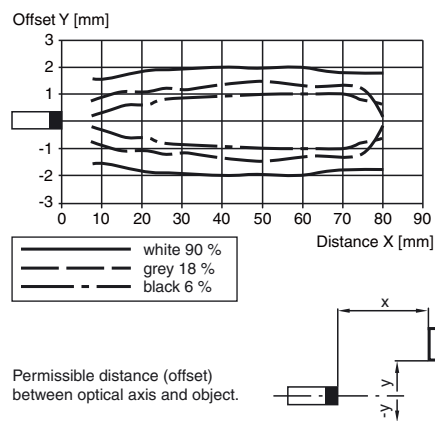 Offset Y [mm]
3
2
1
0
-1
-2
-3
0 10 20 30 40 50 60 70 80 90
Distance X [mm]
white 90 %
grey 18 %
black 6 %
Permissible distance (offset)
between optical axis and object.
x
y
-y